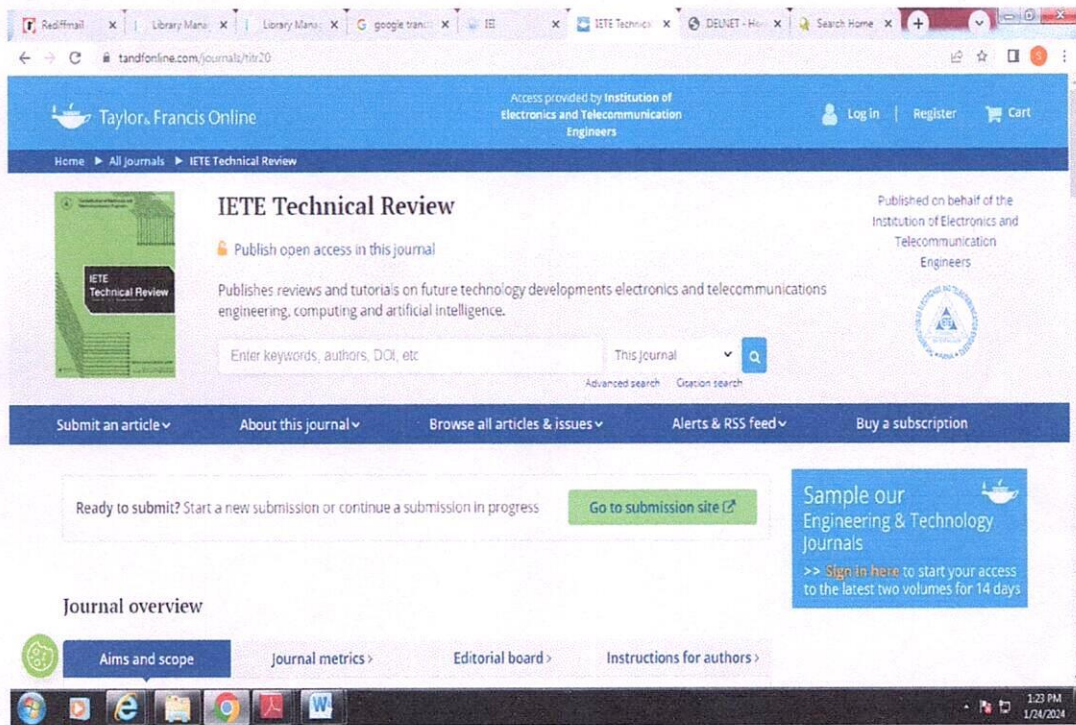 Rediffmail
Library Mana
Library Mana
google tran
IE
IETE Technica
DELNET - Ho
Search Home
tandfonline.com/journals/titr20
S
Taylor & Francis Online
Access provided by Institution of
Electronics and Telecommunication
Engineers
Log in | Register
Cart
Home ▶ All Journals ▶ IETE Technical Review
IETE
Technical Review
IETE Technical Review
Publish open access in this journal
Publishes reviews and tutorials on future technology developments electronics and telecommunications
engineering, computing and artificial intelligence.
Enter keywords, authors, DOI, etc
This Journal
Advanced search Citation search
Published on behalf of the
Institution of Electronics and
Telecommunication
Engineers
Submit an article
About this journal
Browse all articles & issues
Alerts & RSS feed
Buy a subscription
Ready to submit? Start a new submission or continue a submission in progress
Go to submission site
Sample our
Engineering & Technology
Journals
>> Sign in here to start your access
to the latest two volumes for 14 days
Journal overview
Aims and scope
Journal metrics >
Editorial board >
Instructions for authors >
1:23 PM
1/24/2024